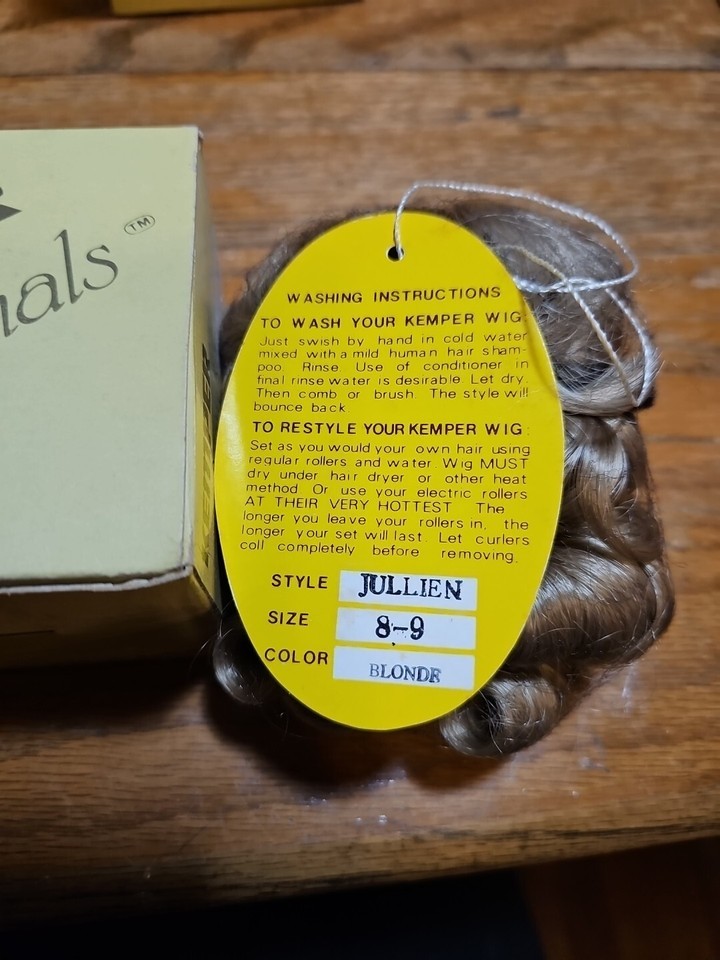 nals TM
WASHING INSTRUCTIONS
TO WASH YOUR KEMPER WIG:
Just swish by hand in cold water
mixed with a mild human hair sham-
poo. Rinse. Use of conditioner in
final rinse water is desirable. Let dry.
Then comb or brush. The style will
bounce back.
TO RESTYLE YOUR KEMPER WIG:
Set as you would your own hair using
regular rollers and water. Wig MUST
dry under hair dryer or other heat
method. Or use your electric rollers
AT THEIR VERY HOTTEST. The
longer you leave your rollers in, the
longer your set will last. Let curlers
coll completely before removing.
STYLE JULLIEN
SIZE 8-9
COLOR BLONDE